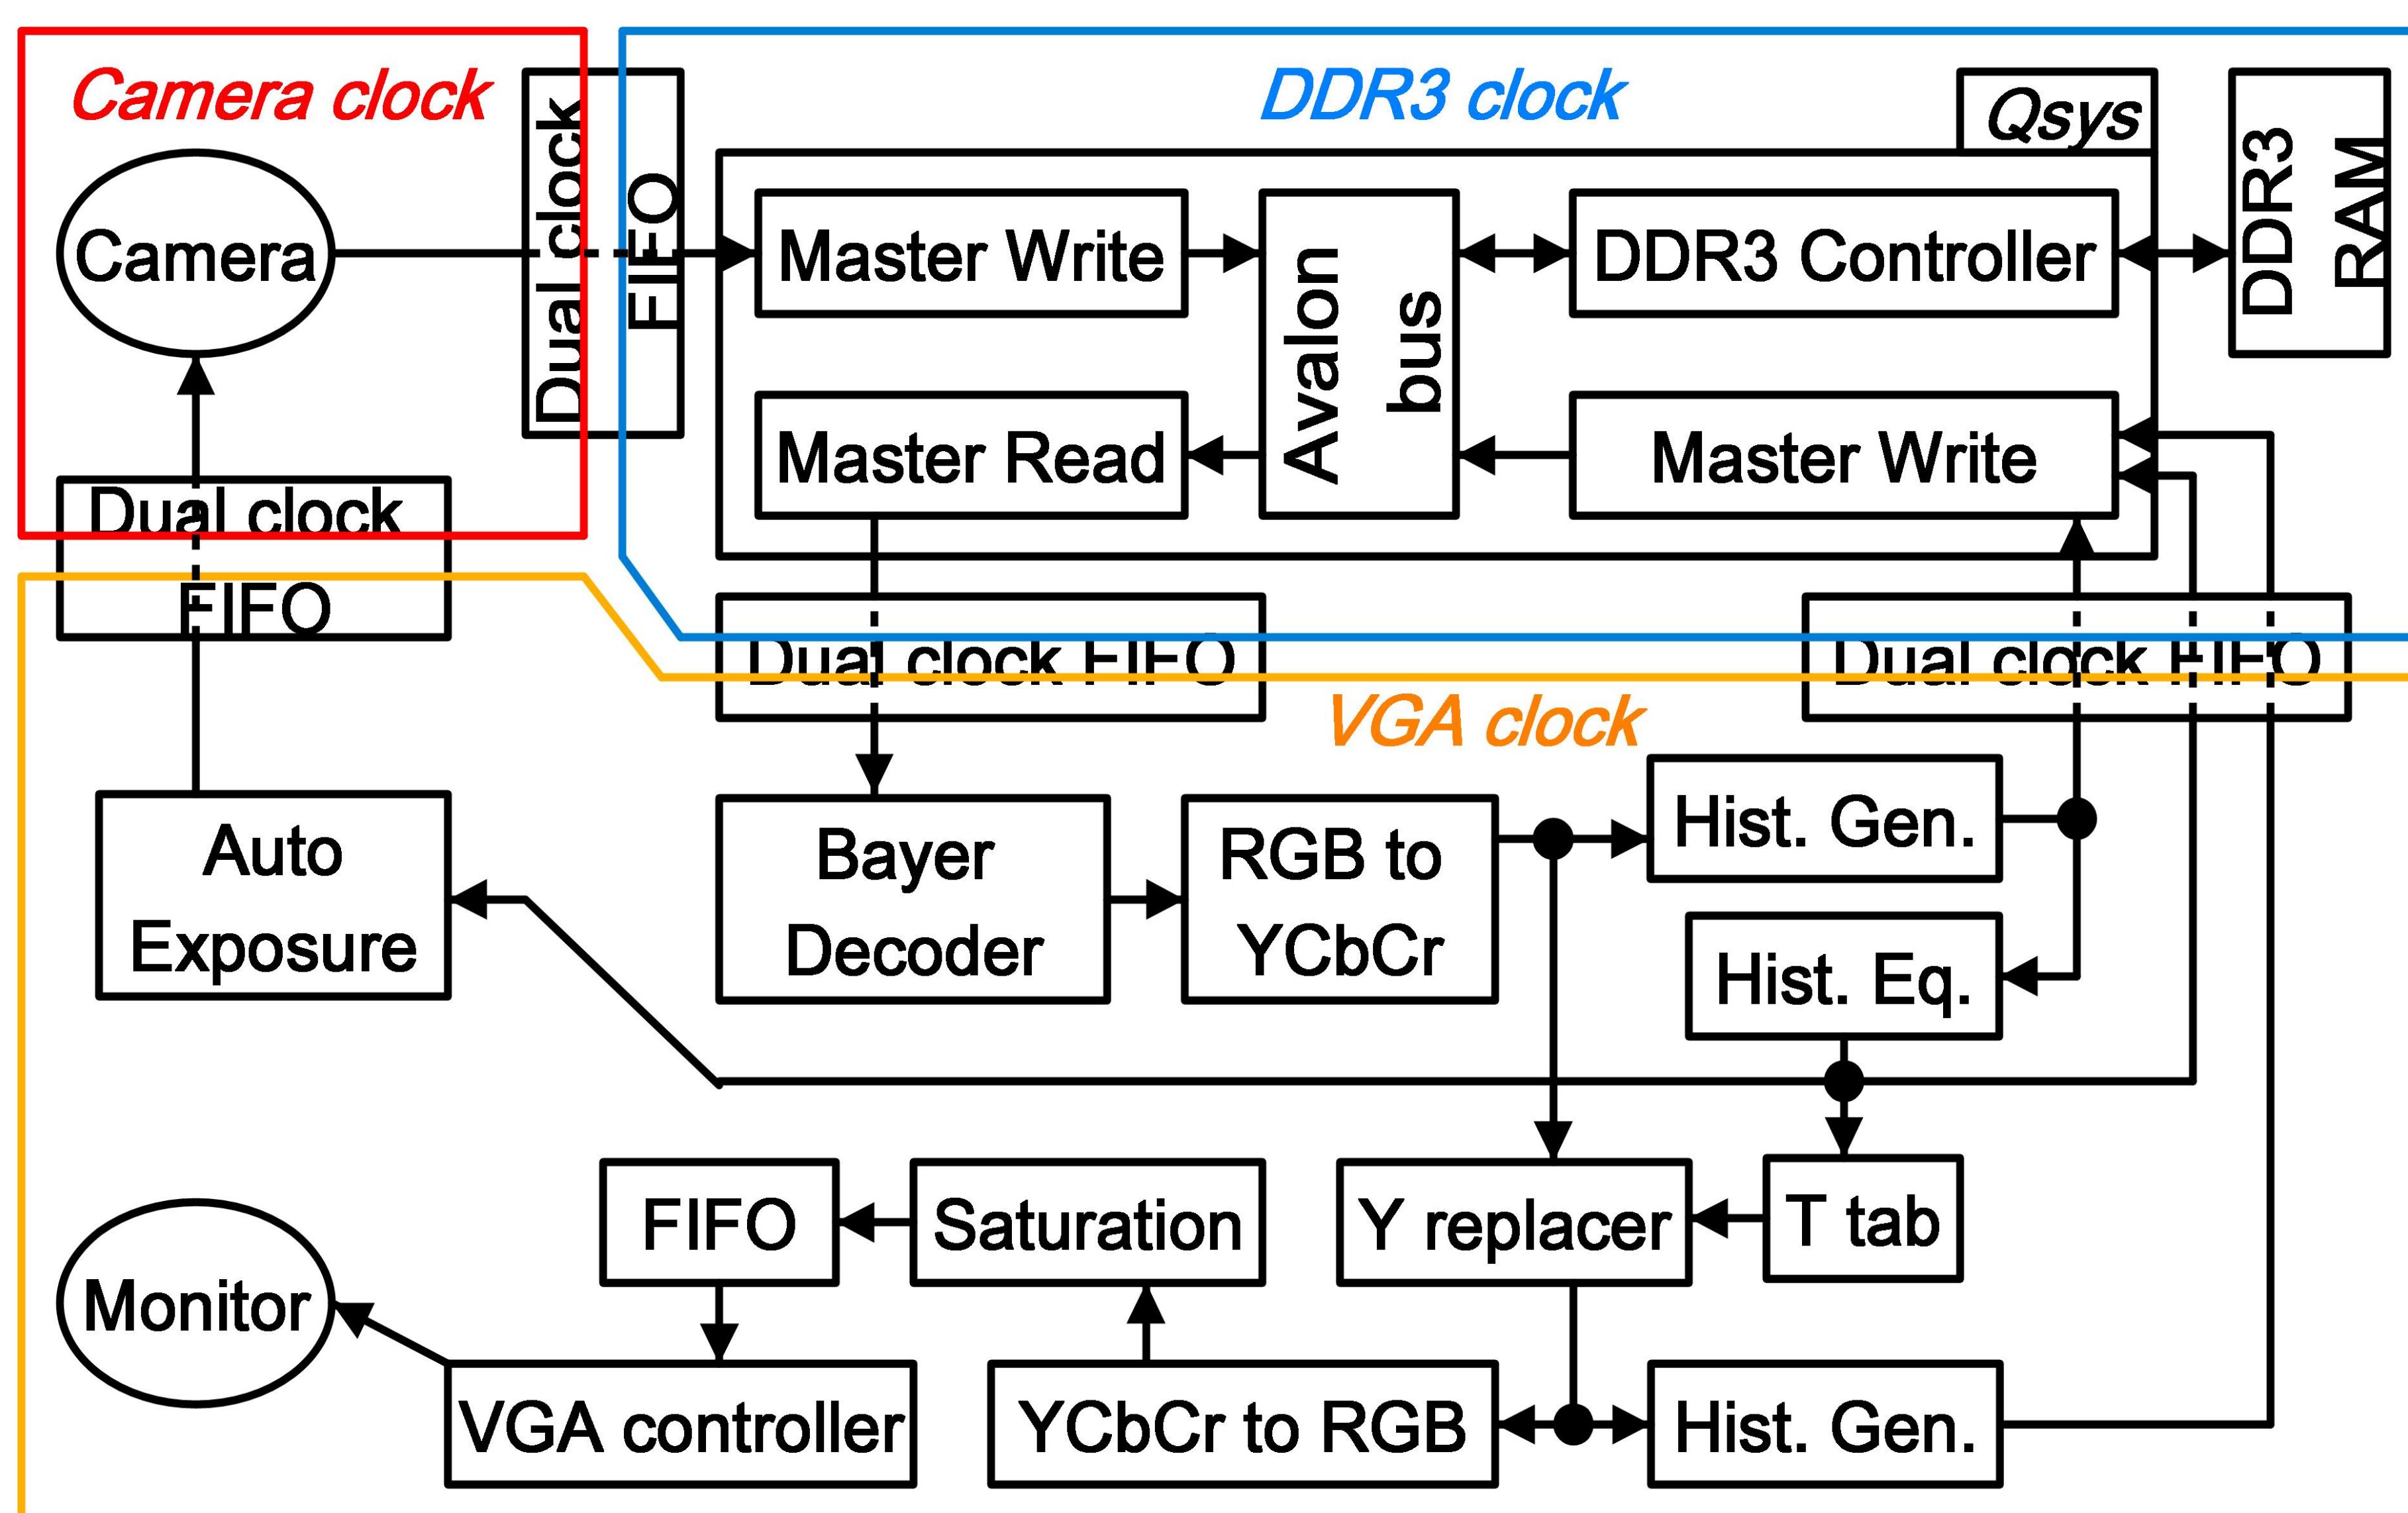 Camera clock
DDR3 clock
Qsys
Dual clock
FIFO
DDR3
RAM
Camera
Master Write
Avalon
bus
DDR3 Controller
Master Read
Master Write
Dual clock
FIFO
Dual clock FIFO
Dual clock FIFO
VGA clock
Auto
Exposure
Bayer
Decoder
RGB to
YCbCr
Hist. Gen.
Hist. Eq.
FIFO
Saturation
Y replacer
T tab
Monitor
VGA controller
YCbCr to RGB
Hist. Gen.